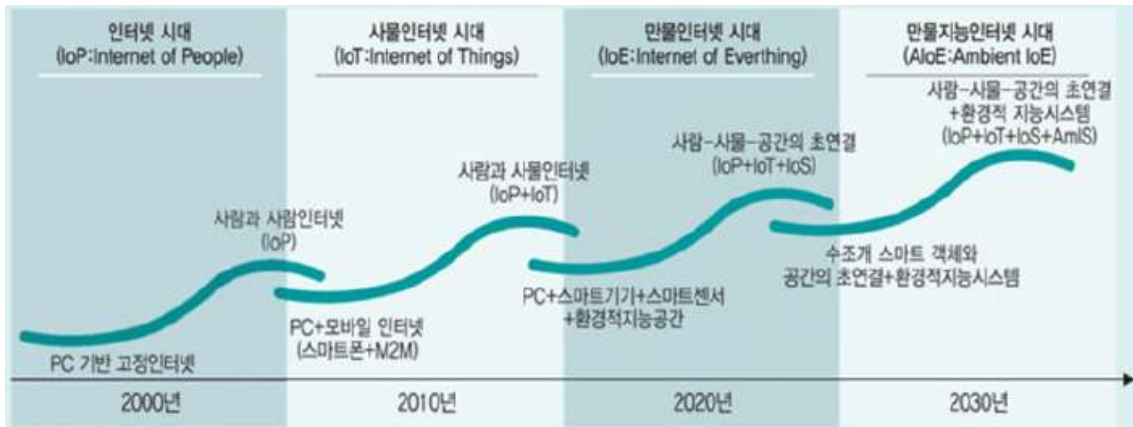 인터넷 시대
(IoP:Internet of People)
사물인터넷 시대
(IoT:Internet of Things)
만물인터넷 시대
(IoE:Internet of Everthing)
만물지능인터넷 시대
(AIoE:Ambient IoE)
사람-사물-공간의 초연결
+환경적 지능시스템
(IoP+IoT+IoS+AmIS)
사람-사물-공간의 초연결
(IoP+IoT+IoS)
사람과 사물인터넷
(IoP+IoT)
사람과 사람인터넷
(IoP)
PC 기반 고정인터넷
PC+모바일 인터넷
(스마트폰+M2M)
PC+스마트기기+스마트센서
+환경적지능공간
수조개 스마트 객체와
공간의 초연결+환경적지능시스템
2000년
2010년
2020년
2030년